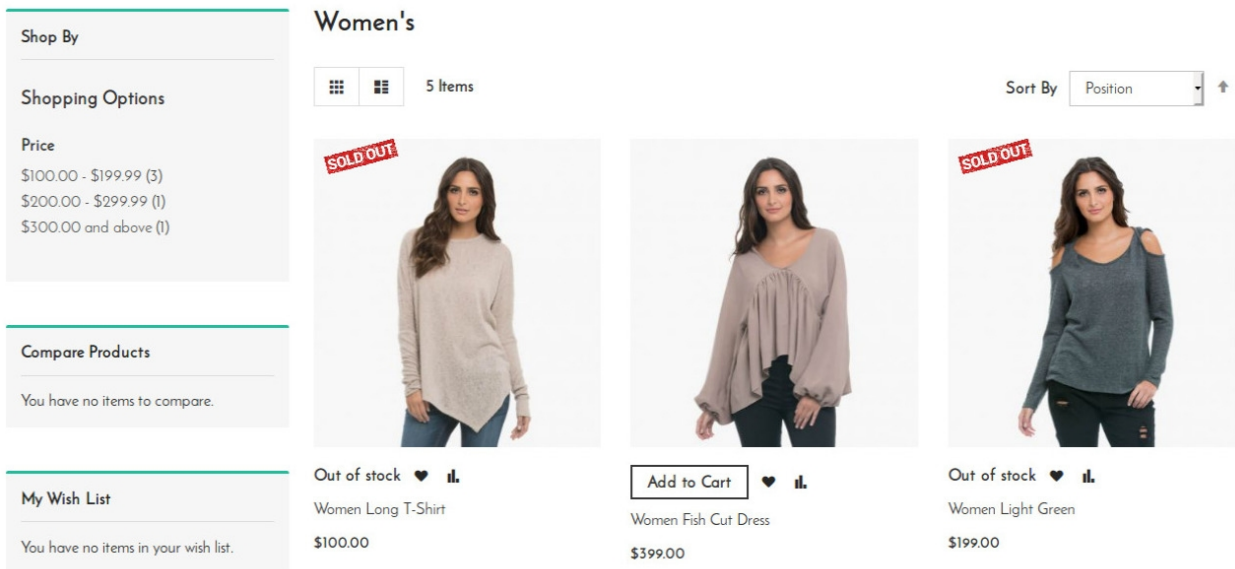 Shop By
Shopping Options
Price
$100.00 - $199.99 (3)
$200.00 - $299.99 (1)
$300.00 and above (1)
Compare Products
You have no items to compare.
My Wish List
You have no items in your wish list.
Women's
5 Items
Sort By Position
SOLD OUT
SOLD OUT
Out of stock
Women Long T-Shirt
$100.00
Add to Cart
Women Fish Cut Dress
$399.00
Out of stock
Women Light Green
$199.00